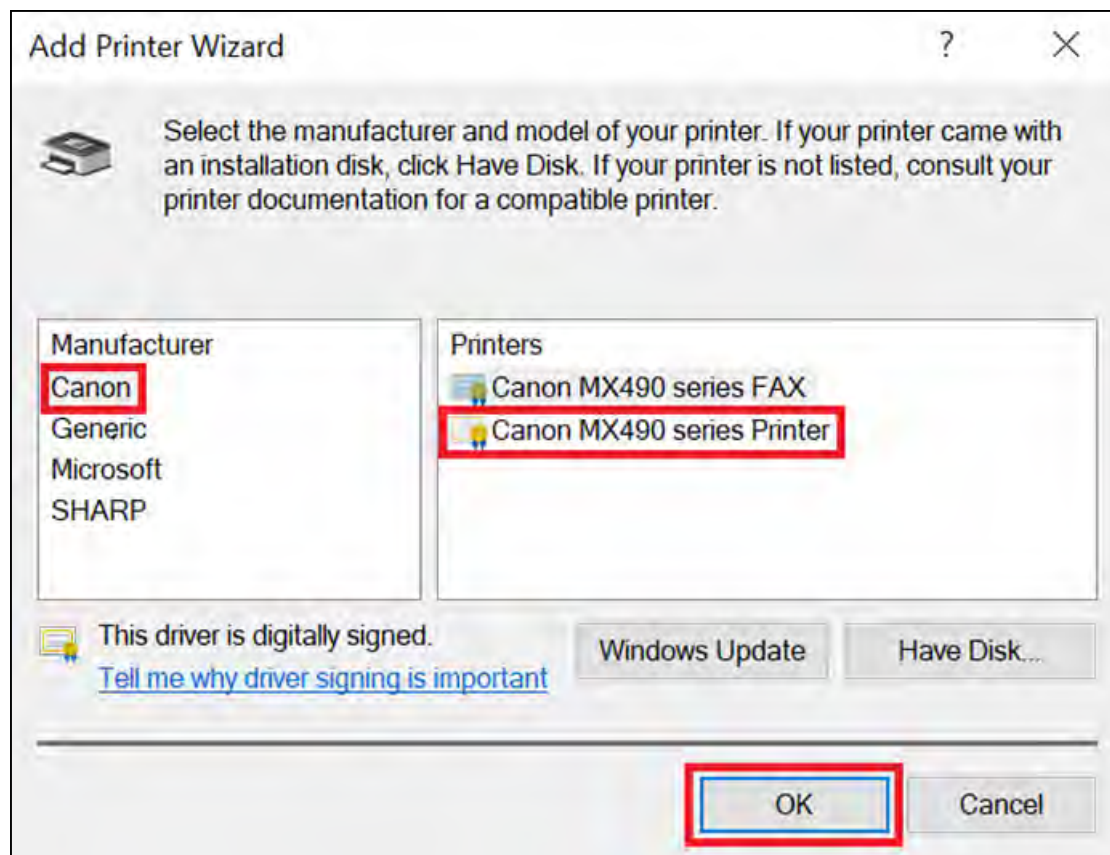 Add Printer Wizard
?
Select the manufacturer and model of your printer. If your printer came with
an installation disk, click Have Disk. If your printer is not listed, consult your
printer documentation for a compatible printer.
Manufacturer
Canon
Generic
Microsoft
SHARP
Printers
Canon MX490 series FAX
Canon MX490 series Printer
This driver is digitally signed.
Tell me why driver signing is important
Windows Update
Have Disk...
OK
Cancel